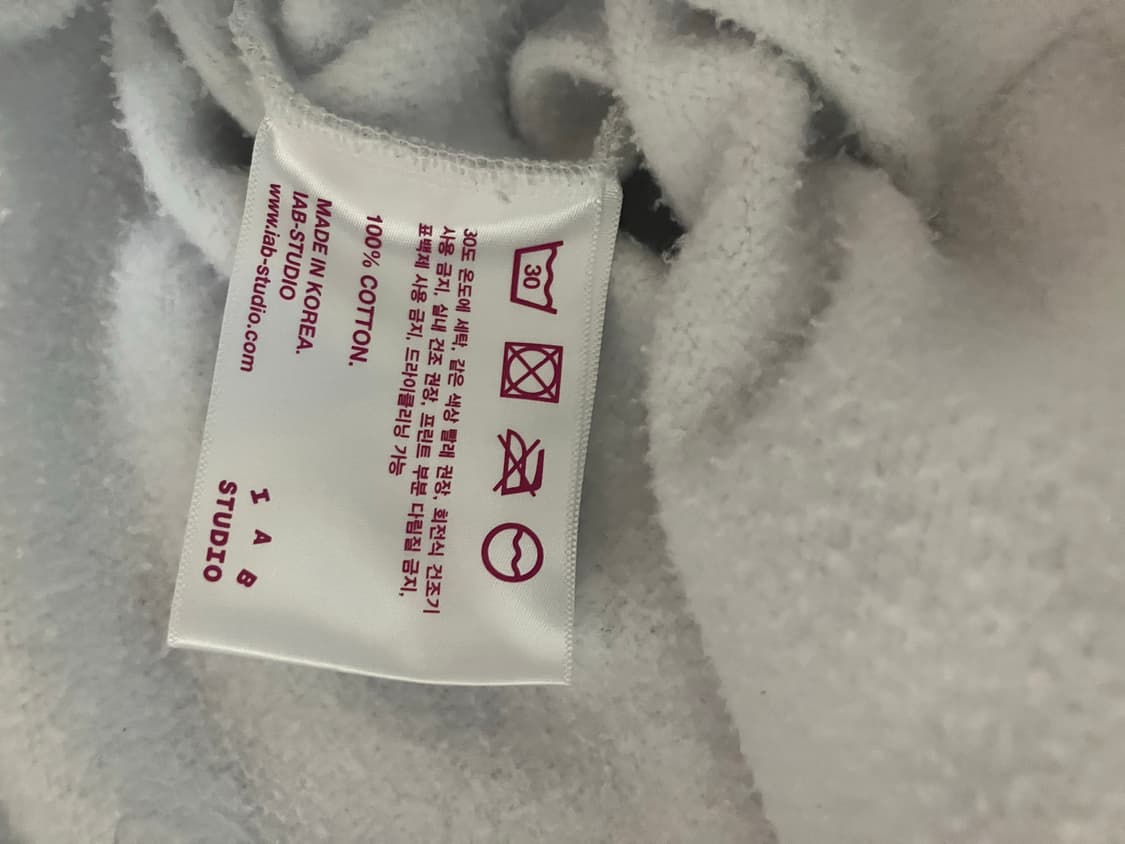 30
30도 온도에 세탁, 같은 색상 빨래 권장, 회전식 건조기
사용 금지, 실내 건조 권장, 프린트 부분 다림질 금지,
표백제 사용 금지, 드라이클리닝 가능
100% COTTON.
MADE IN KOREA.
IAB-STUDIO
www.iab-studio.com
I A B
STUDIO